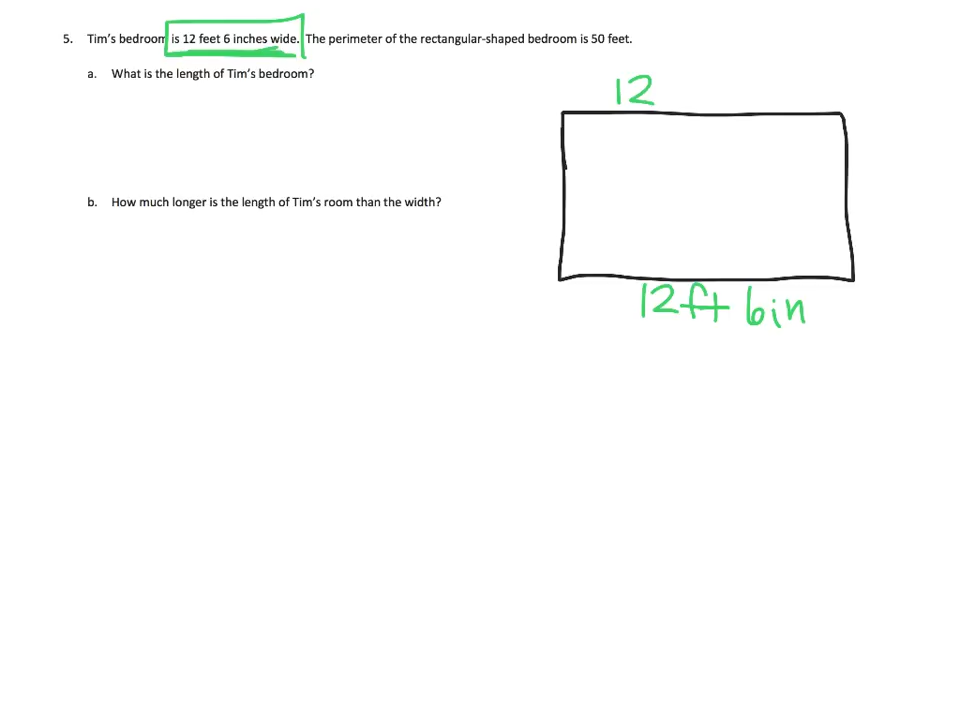 5. Tim's bedroom is 12 feet 6 inches wide. The perimeter of the rectangular-shaped bedroom is 50 feet.
a. What is the length of Tim's bedroom?
12
b. How much longer is the length of Tim's room than the width?
12ft 6in